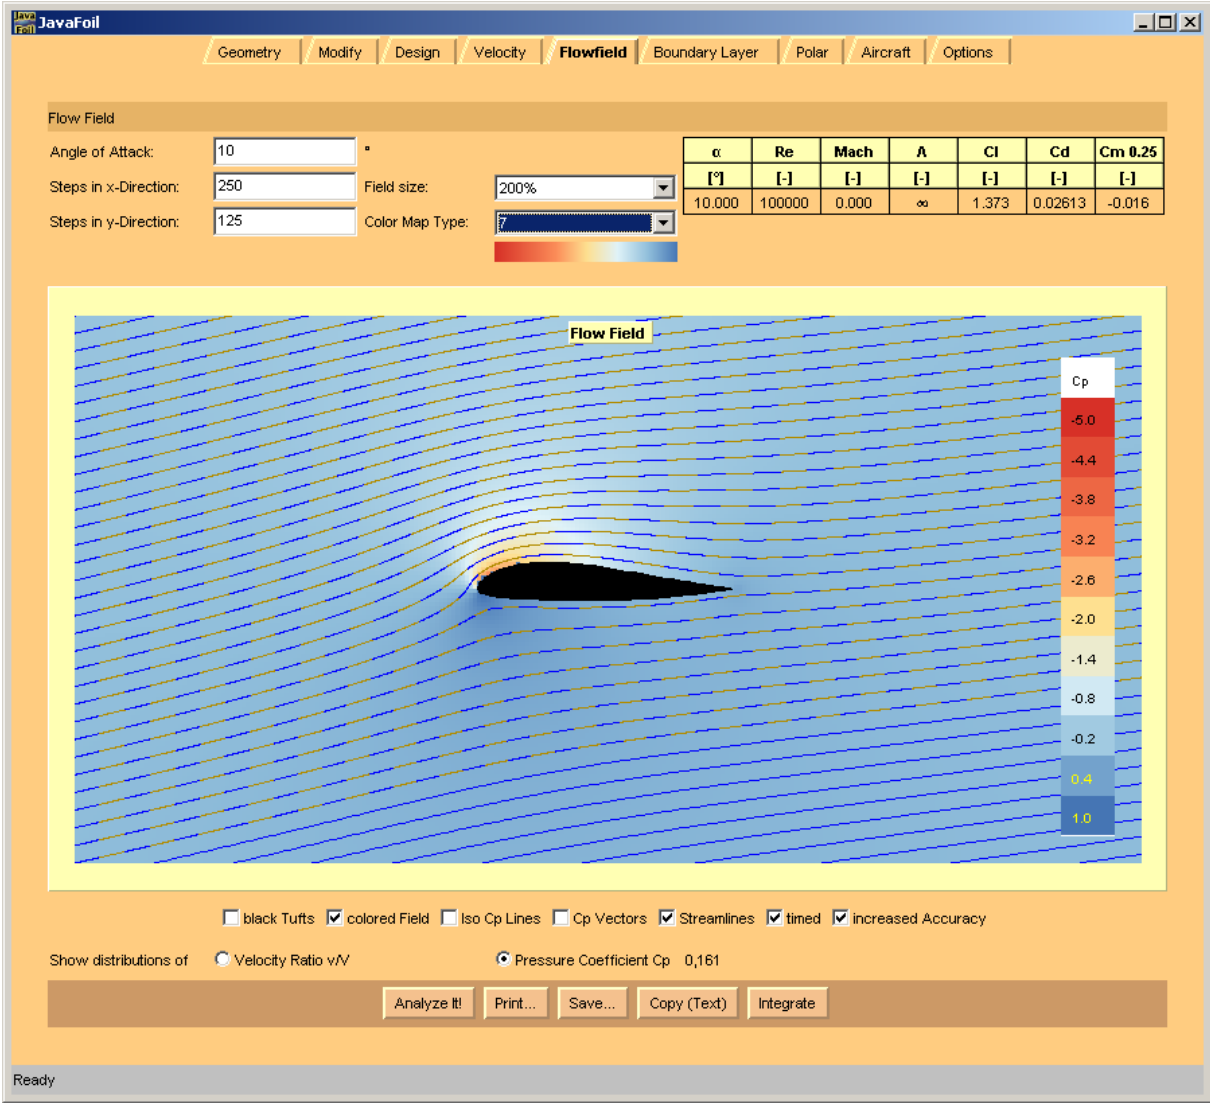 Java Foil JavaFoil
Geometry Modify Design Velocity Flowfield Boundary Layer Polar Aircraft Options
Flow Field
Angle of Attack: 10 °
Steps in x-Direction: 250 Field size: 200%
Steps in y-Direction: 125 Color Map Type: 7
α Re Mach Λ Cl Cd Cm 0.25
[°] [-] [-] [-] [-] [-] [-]
10.000 100000 0.000 ∞ 1.373 0.02613 -0.016
Flow Field
Cp
-5.0
-4.4
-3.8
-3.2
-2.6
-2.0
-1.4
-0.8
-0.2
0.4
1.0
black Tufts colored Field Iso Cp Lines Cp Vectors Streamlines timed increased Accuracy
Show distributions of Velocity Ratio v/V Pressure Coefficient Cp 0,161
Analyze It! Print... Save... Copy (Text) Integrate
Ready